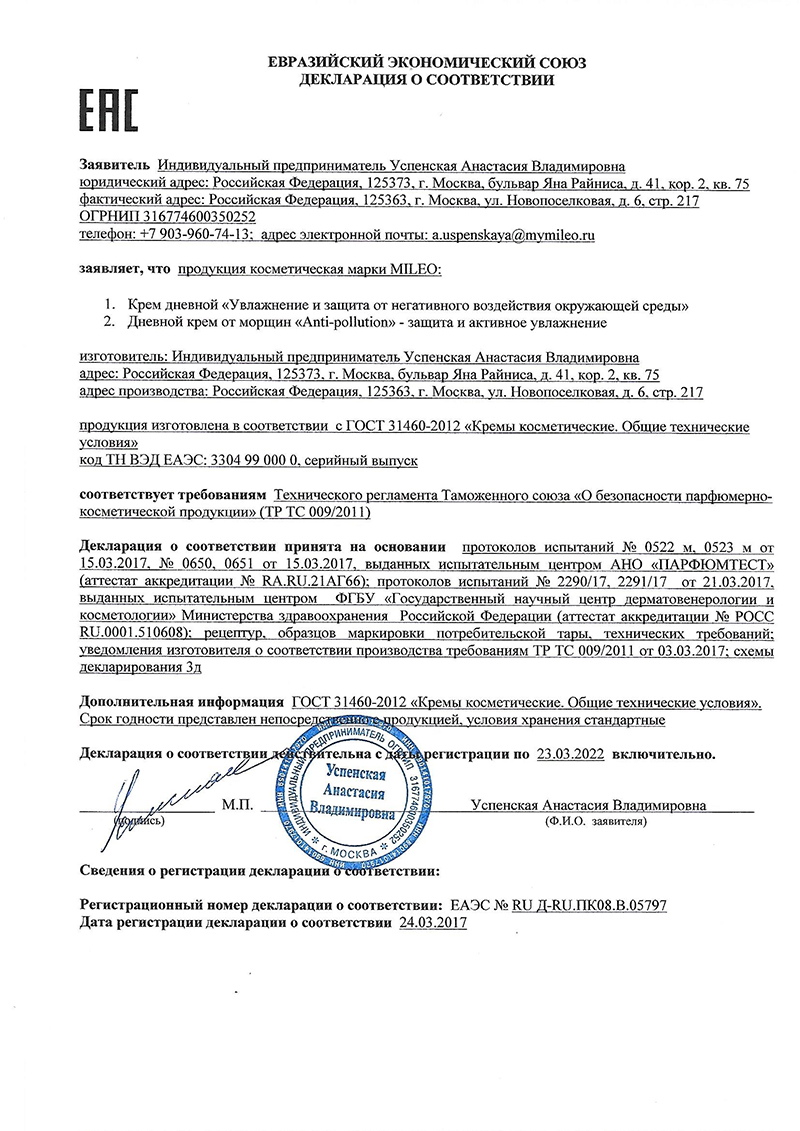 ЕВРАЗИЙСКИЙ ЭКОНОМИЧЕСКИЙ СОЮЗ
ДЕКЛАРАЦИЯ О СООТВЕТСТВИИ
ЕАС
Заявитель Индивидуальный предприниматель Успенская Анастасия Владимировна
юридический адрес: Российская Федерация, 125373, г. Москва, бульвар Яна Райниса, д. 41, кор. 2, кв. 75
фактический адрес: Российская Федерация, 125363, г. Москва, ул. Новопоселковая, д. 6, стр. 217
ОГРНИП 316774600350252
телефон: +7 903-960-74-13; адрес электронной почты: a.uspenskaya@mymileo.ru
заявляет, что продукция косметическая марки MILEO:
1. Крем дневной «Увлажнение и защита от негативного воздействия окружающей среды»
2. Дневной крем от морщин «Anti-pollution» - защита и активное увлажнение
изготовитель: Индивидуальный предприниматель Успенская Анастасия Владимировна
адрес: Российская Федерация, 125373, г. Москва, бульвар Яна Райниса, д. 41, кор. 2, кв. 75
адрес производства: Российская Федерация, 125363, г. Москва, ул. Новопоселковая, д. 6, стр. 217
продукция изготовлена в соответствии с ГОСТ 31460-2012 «Кремы косметические. Общие технические
условия»
код ТН ВЭД ЕАЭС: 3304 99 000 0, серийный выпуск
соответствует требованиям Технического регламента Таможенного союза «О безопасности парфюмерно-
косметической продукции» (ТР ТС 009/2011)
Декларация о соответствии принята на основании протоколов испытаний № 0522 м, 0523 м от
15.03.2017, № 0650, 0651 от 15.03.2017, выданных испытательным центром АНО «ПАРФЮМТЕСТ»
(аттестат аккредитации № RA.RU.21АГ66); протоколов испытаний № 2290/17, 2291/17 от 21.03.2017,
выданных испытательным центром ФГБУ «Государственный научный центр дерматовенерологии и
косметологии» Министерства здравоохранения Российской Федерации (аттестат аккредитации № РОСС
RU.0001.510608); рецептур, образцов маркировки потребительской тары, технических требований;
уведомления изготовителя о соответствии производства требованиям ТР ТС 009/2011 от 03.03.2017; схемы
декларирования 3д
Дополнительная информация ГОСТ 31460-2012 «Кремы косметические. Общие технические условия».
Срок годности представлен непосредственно с продукцией, условия хранения стандартные
Декларация о соответствии действительна с даты регистрации по 23.03.2022 включительно.
ИНДИВИДУАЛЬНЫЙ ПРЕДПРИНИМАТЕЛЬ ОГРНИП 316774600350252
Успенская
Анастасия
Владимировна
г. МОСКВА
М.П. Успенская Анастасия Владимировна
(подпись) (Ф.И.О. заявителя)
Сведения о регистрации декларации о соответствии:
Регистрационный номер декларации о соответствии: ЕАЭС № RU Д-RU.ПК08.В.05797
Дата регистрации декларации о соответствии 24.03.2017